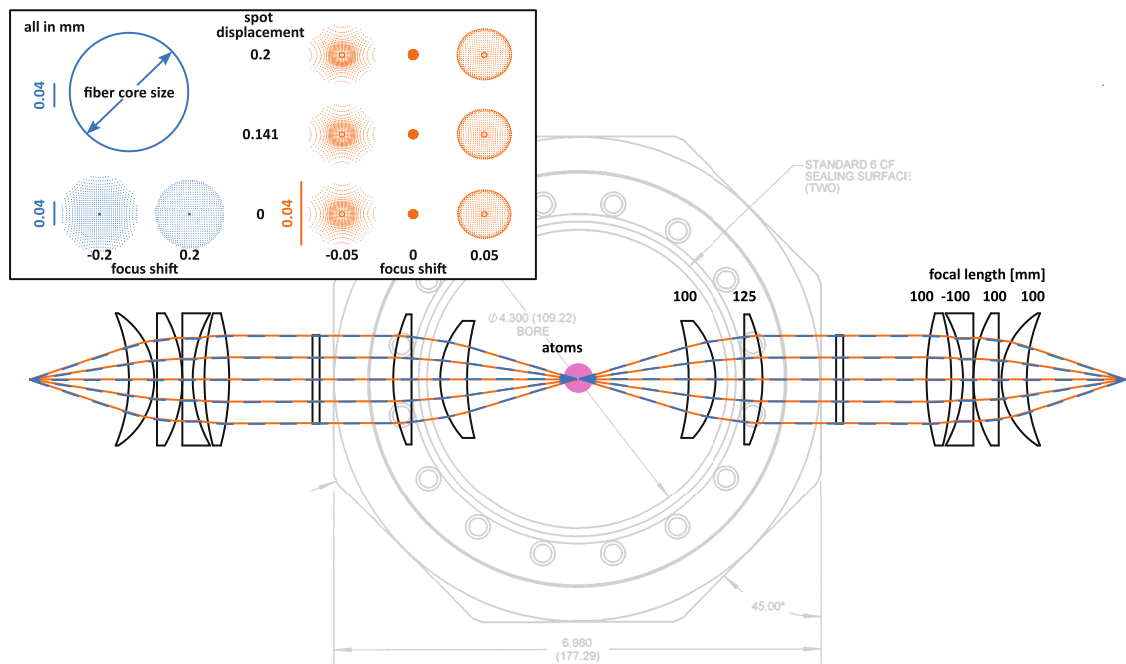 all in mm
0.04
fiber core size
0.04
-0.2 0.2
focus shift
spot
displacement
0.2
0.141
0
0.04
-0.05 0 0.05
focus shift
STANDARD 6 CF
SEALING SURFACE
(TWO)
focal length [mm]
100 -100 100 100
100 125
Ø 4.300 (109.22)
BORE
atoms
45.00°
6.980
(177.29)